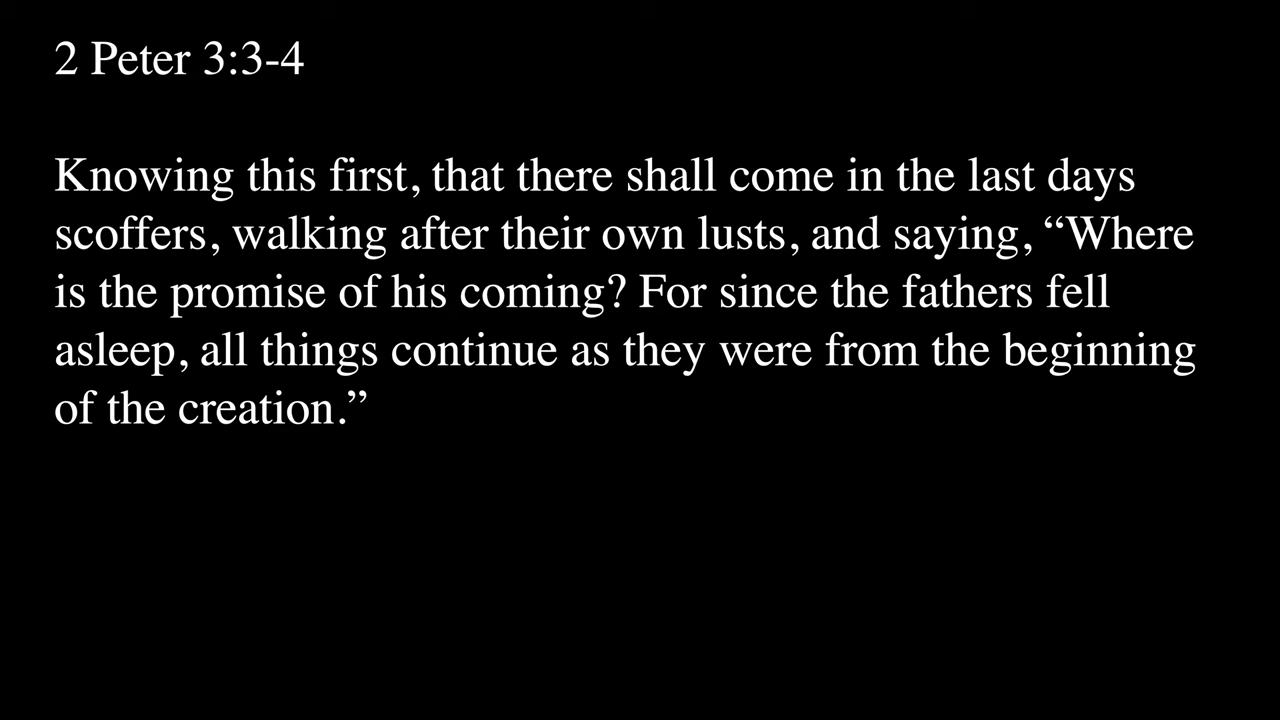 2 Peter 3:3-4
Knowing this first, that there shall come in the last days
scoffers, walking after their own lusts, and saying, “Where
is the promise of his coming? For since the fathers fell
asleep, all things continue as they were from the beginning
of the creation.”